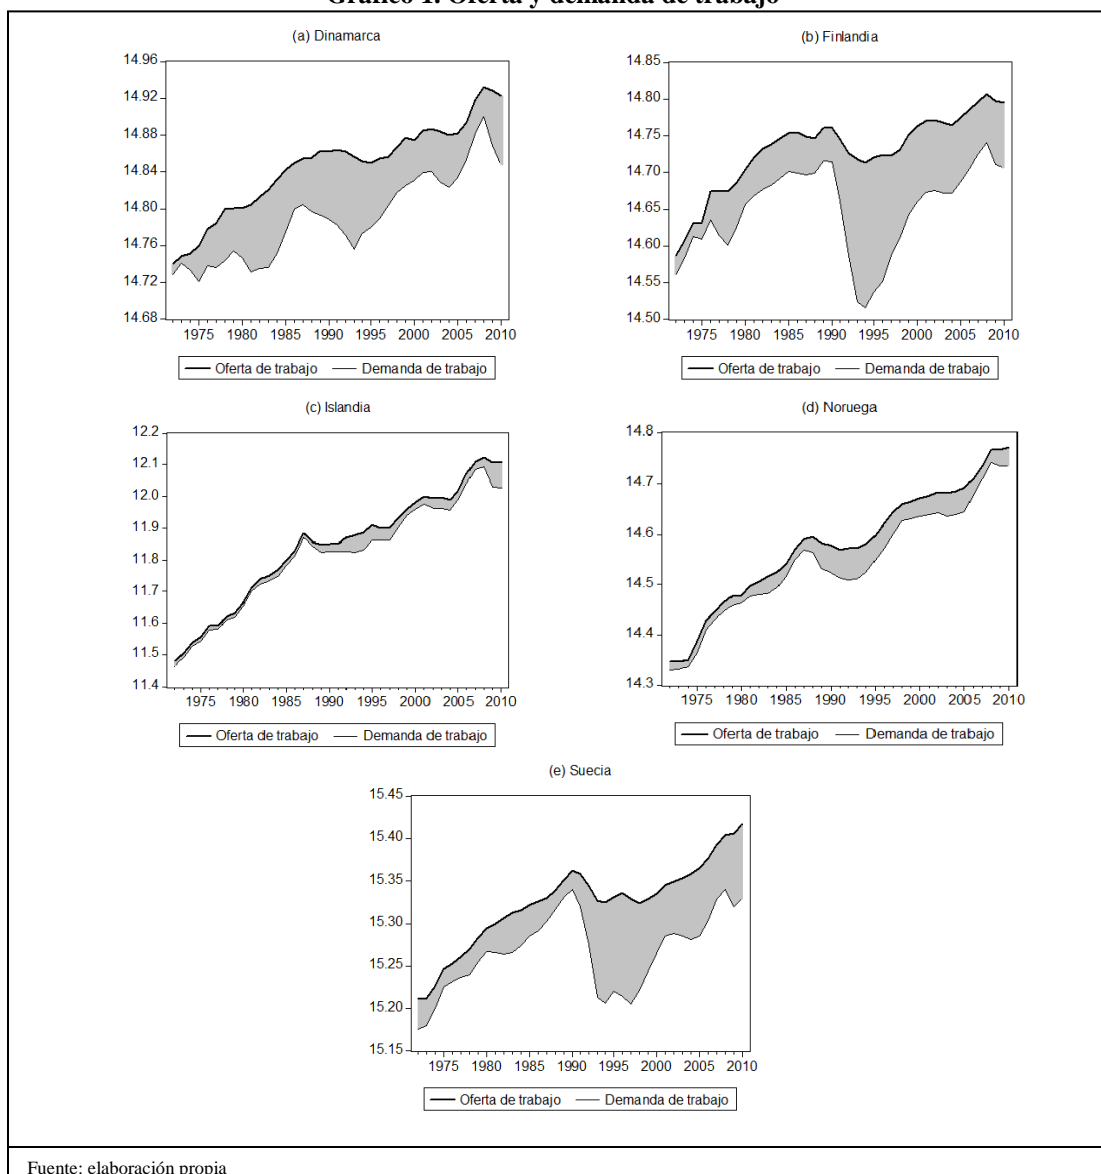 Gráfico 1. Oferta y demanda de trabajo
(a) Dinamarca
14.96
14.92
14.88
14.84
14.80
14.76
14.72
14.68
1975 1980 1985 1990 1995 2000 2005 2010
Oferta de trabajo Demanda de trabajo
(b) Finlandia
14.85
14.80
14.75
14.70
14.65
14.60
14.55
14.50
1975 1980 1985 1990 1995 2000 2005 2010
Oferta de trabajo Demanda de trabajo
(c) Islandia
12.2
12.1
12.0
11.9
11.8
11.7
11.6
11.5
11.4
1975 1980 1985 1990 1995 2000 2005 2010
Oferta de trabajo Demanda de trabajo
(d) Noruega
14.8
14.7
14.6
14.5
14.4
14.3
1975 1980 1985 1990 1995 2000 2005 2010
Oferta de trabajo Demanda de trabajo
(e) Suecia
15.45
15.40
15.35
15.30
15.25
15.20
15.15
1975 1980 1985 1990 1995 2000 2005 2010
Oferta de trabajo Demanda de trabajo
Fuente: elaboración propia